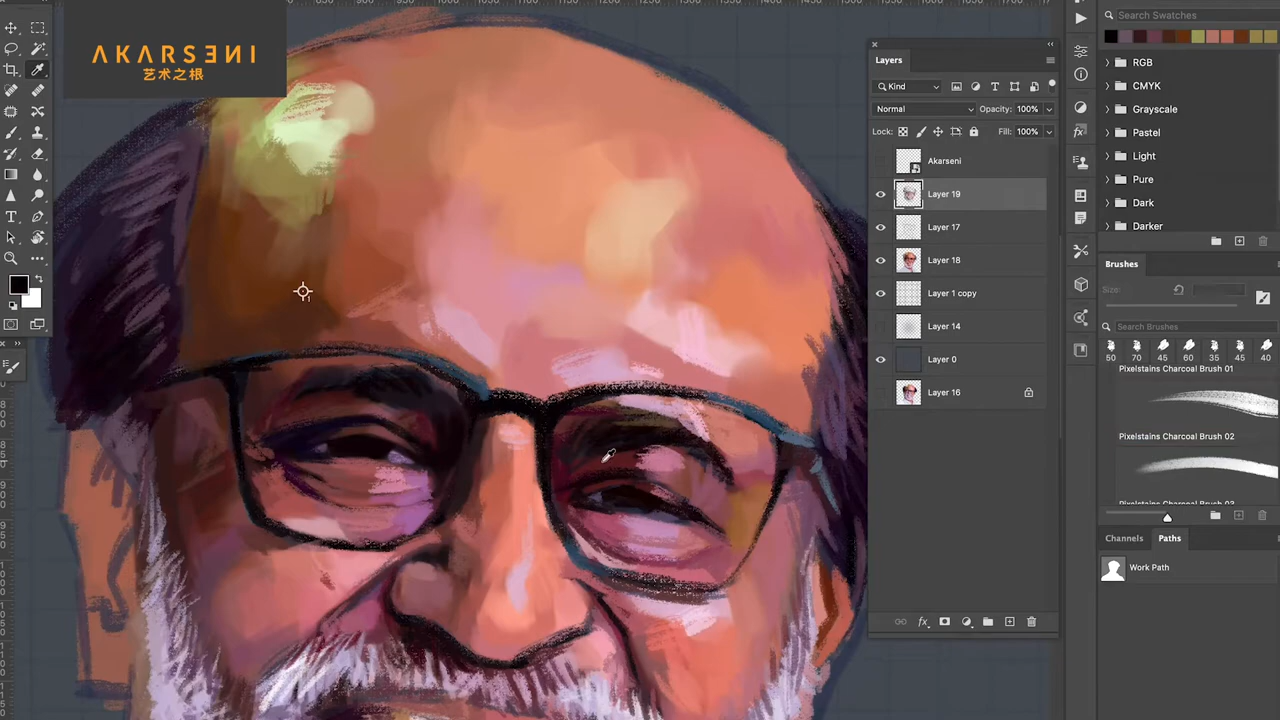 AKARSENI
艺术之根
Layers
Kind
Normal
Opacity: 100%
Lock:
Fill: 100%
Akarseni
Layer 19
Layer 17
Layer 18
Layer 1 copy
Layer 14
Layer 0
Layer 16
Search Swatches
RGB
CMYK
Grayscale
Pastel
Light
Pure
Dark
Darker
Brushes
Size:
Search Brushes
50 70 45 60 35 45 40
Pixelstains Charcoal Brush 01
Pixelstains Charcoal Brush 02
Channels Paths
Work Path